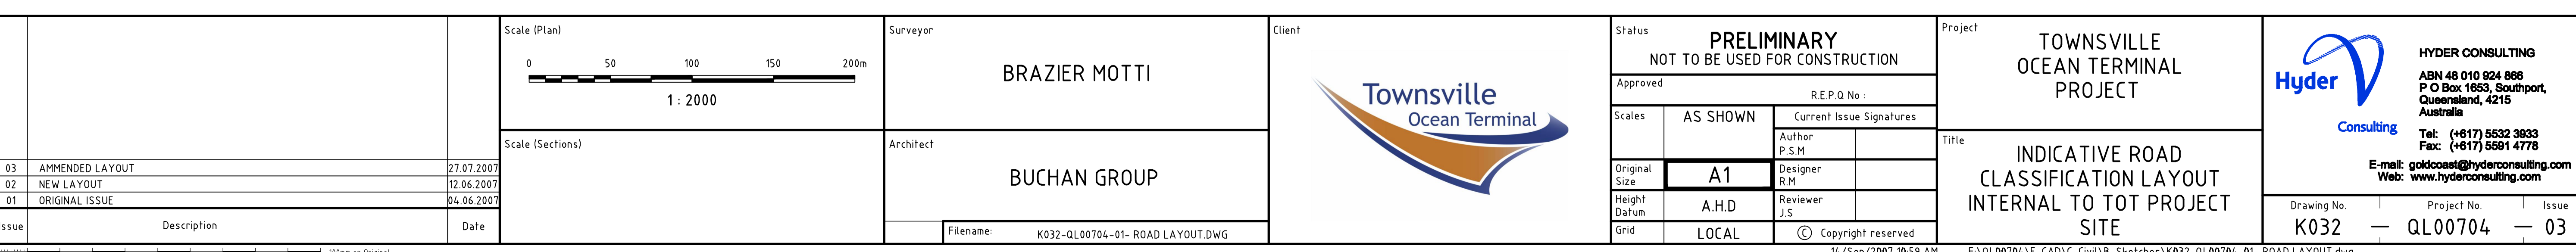 03 AMMENDED LAYOUT 27.07.2007
02 NEW LAYOUT 12.06.2007
01 ORIGINAL ISSUE 04.06.2007
ssue Description Date
Scale (Plan)
0 50 100 150 200m
1 : 2000
Scale (Sections)
Surveyor
BRAZIER MOTTI
Architect
BUCHAN GROUP
Filename: K032-QL00704-01- ROAD LAYOUT.DWG
Client
Townsville
Ocean Terminal
Status
PRELIMINARY
NOT TO BE USED FOR CONSTRUCTION
Approved
R.E.P.Q No :
Scales AS SHOWN
Current Issue Signatures
Author
P.S.M
Original
Size A1
Designer
R.M
Height
Datum A.H.D
Reviewer
J.S
Grid LOCAL
© Copyright reserved
Project
TOWNSVILLE
OCEAN TERMINAL
PROJECT
Title
INDICATIVE ROAD
CLASSIFICATION LAYOUT
INTERNAL TO TOT PROJECT
SITE
Hyder
Consulting
HYDER CONSULTING
ABN 48 010 924 866
P O Box 1653, Southport,
Queensland, 4215
Australia
Tel: (+617) 5532 3933
Fax: (+617) 5591 4778
E-mail: goldcoast@hyderconsulting.com
Web: www.hyderconsulting.com
Drawing No. Project No. Issue
K032 — QL00704 — 03